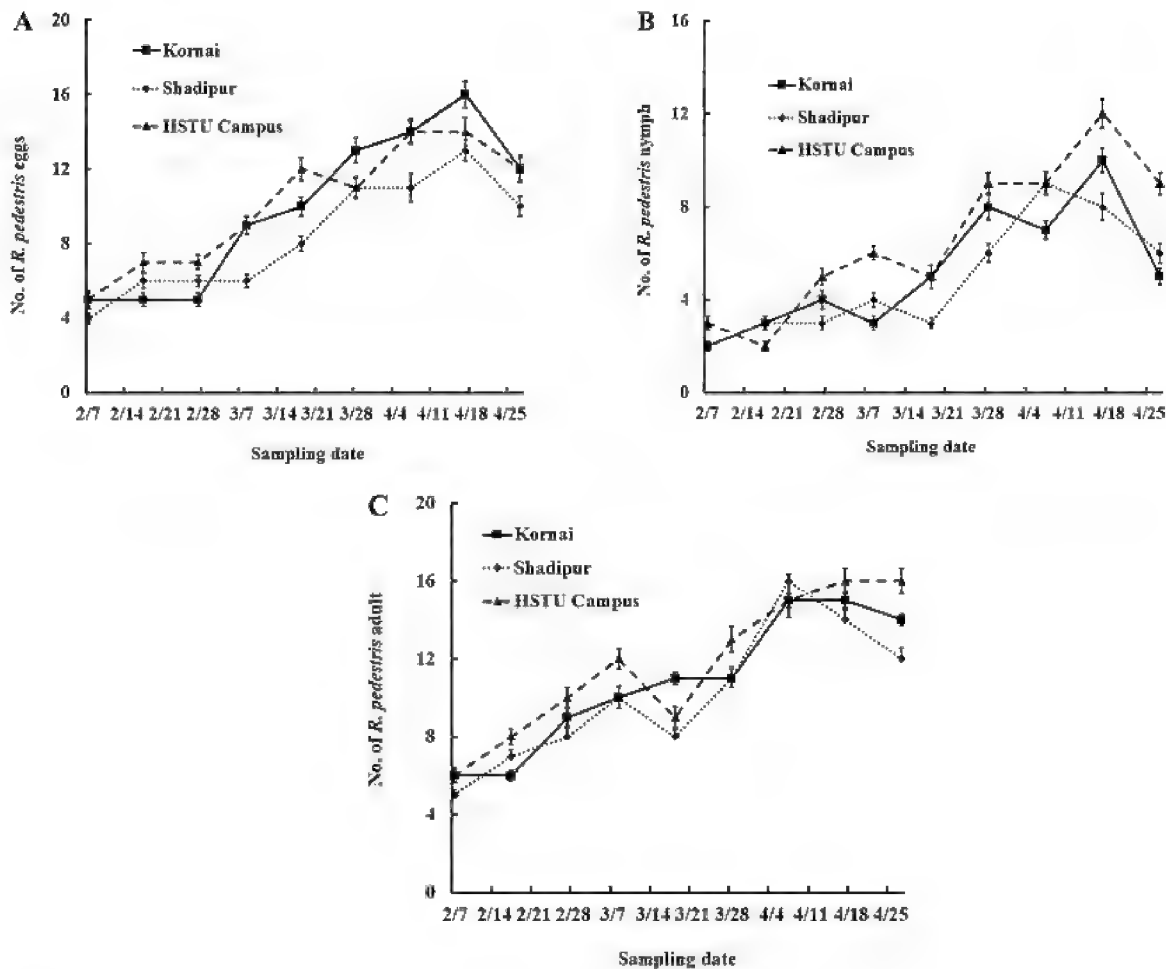 A
20
16
12
8
4
0
No. of R. pedestris eggs
Kornai
Shadipur
HSTU Campus
2/7 2/14 2/21 2/28 3/7 3/14 3/21 3/28 4/4 4/11 4/18 4/25
Sampling date
B
16
12
8
4
0
No. of R. pedestris nymph
Kornai
Shadipur
HSTU Campus
2/7 2/14 2/21 2/28 3/7 3/14 3/21 3/28 4/4 4/11 4/18 4/25
Sampling date
C
20
16
12
8
4
0
No. of R. pedestris adult
Kornai
Shadipur
HSTU Campus
2/7 2/14 2/21 2/28 3/7 3/14 3/21 3/28 4/4 4/11 4/18 4/25
Sampling date